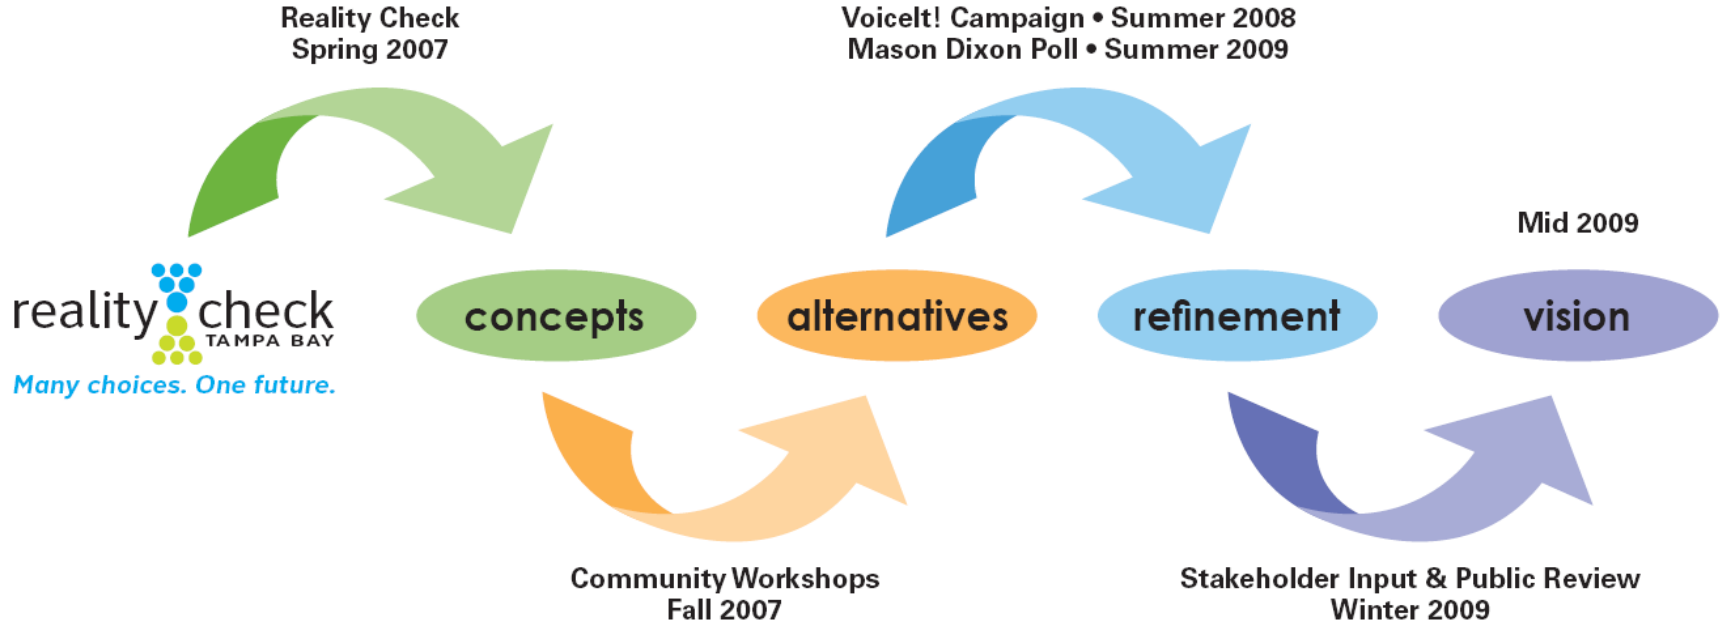 Reality Check
Spring 2007
VoiceIt! Campaign • Summer 2008
Mason Dixon Poll • Summer 2009
Mid 2009
reality check
TAMPA BAY
Many choices. One future.
concepts
alternatives
refinement
vision
Community Workshops
Fall 2007
Stakeholder Input & Public Review
Winter 2009